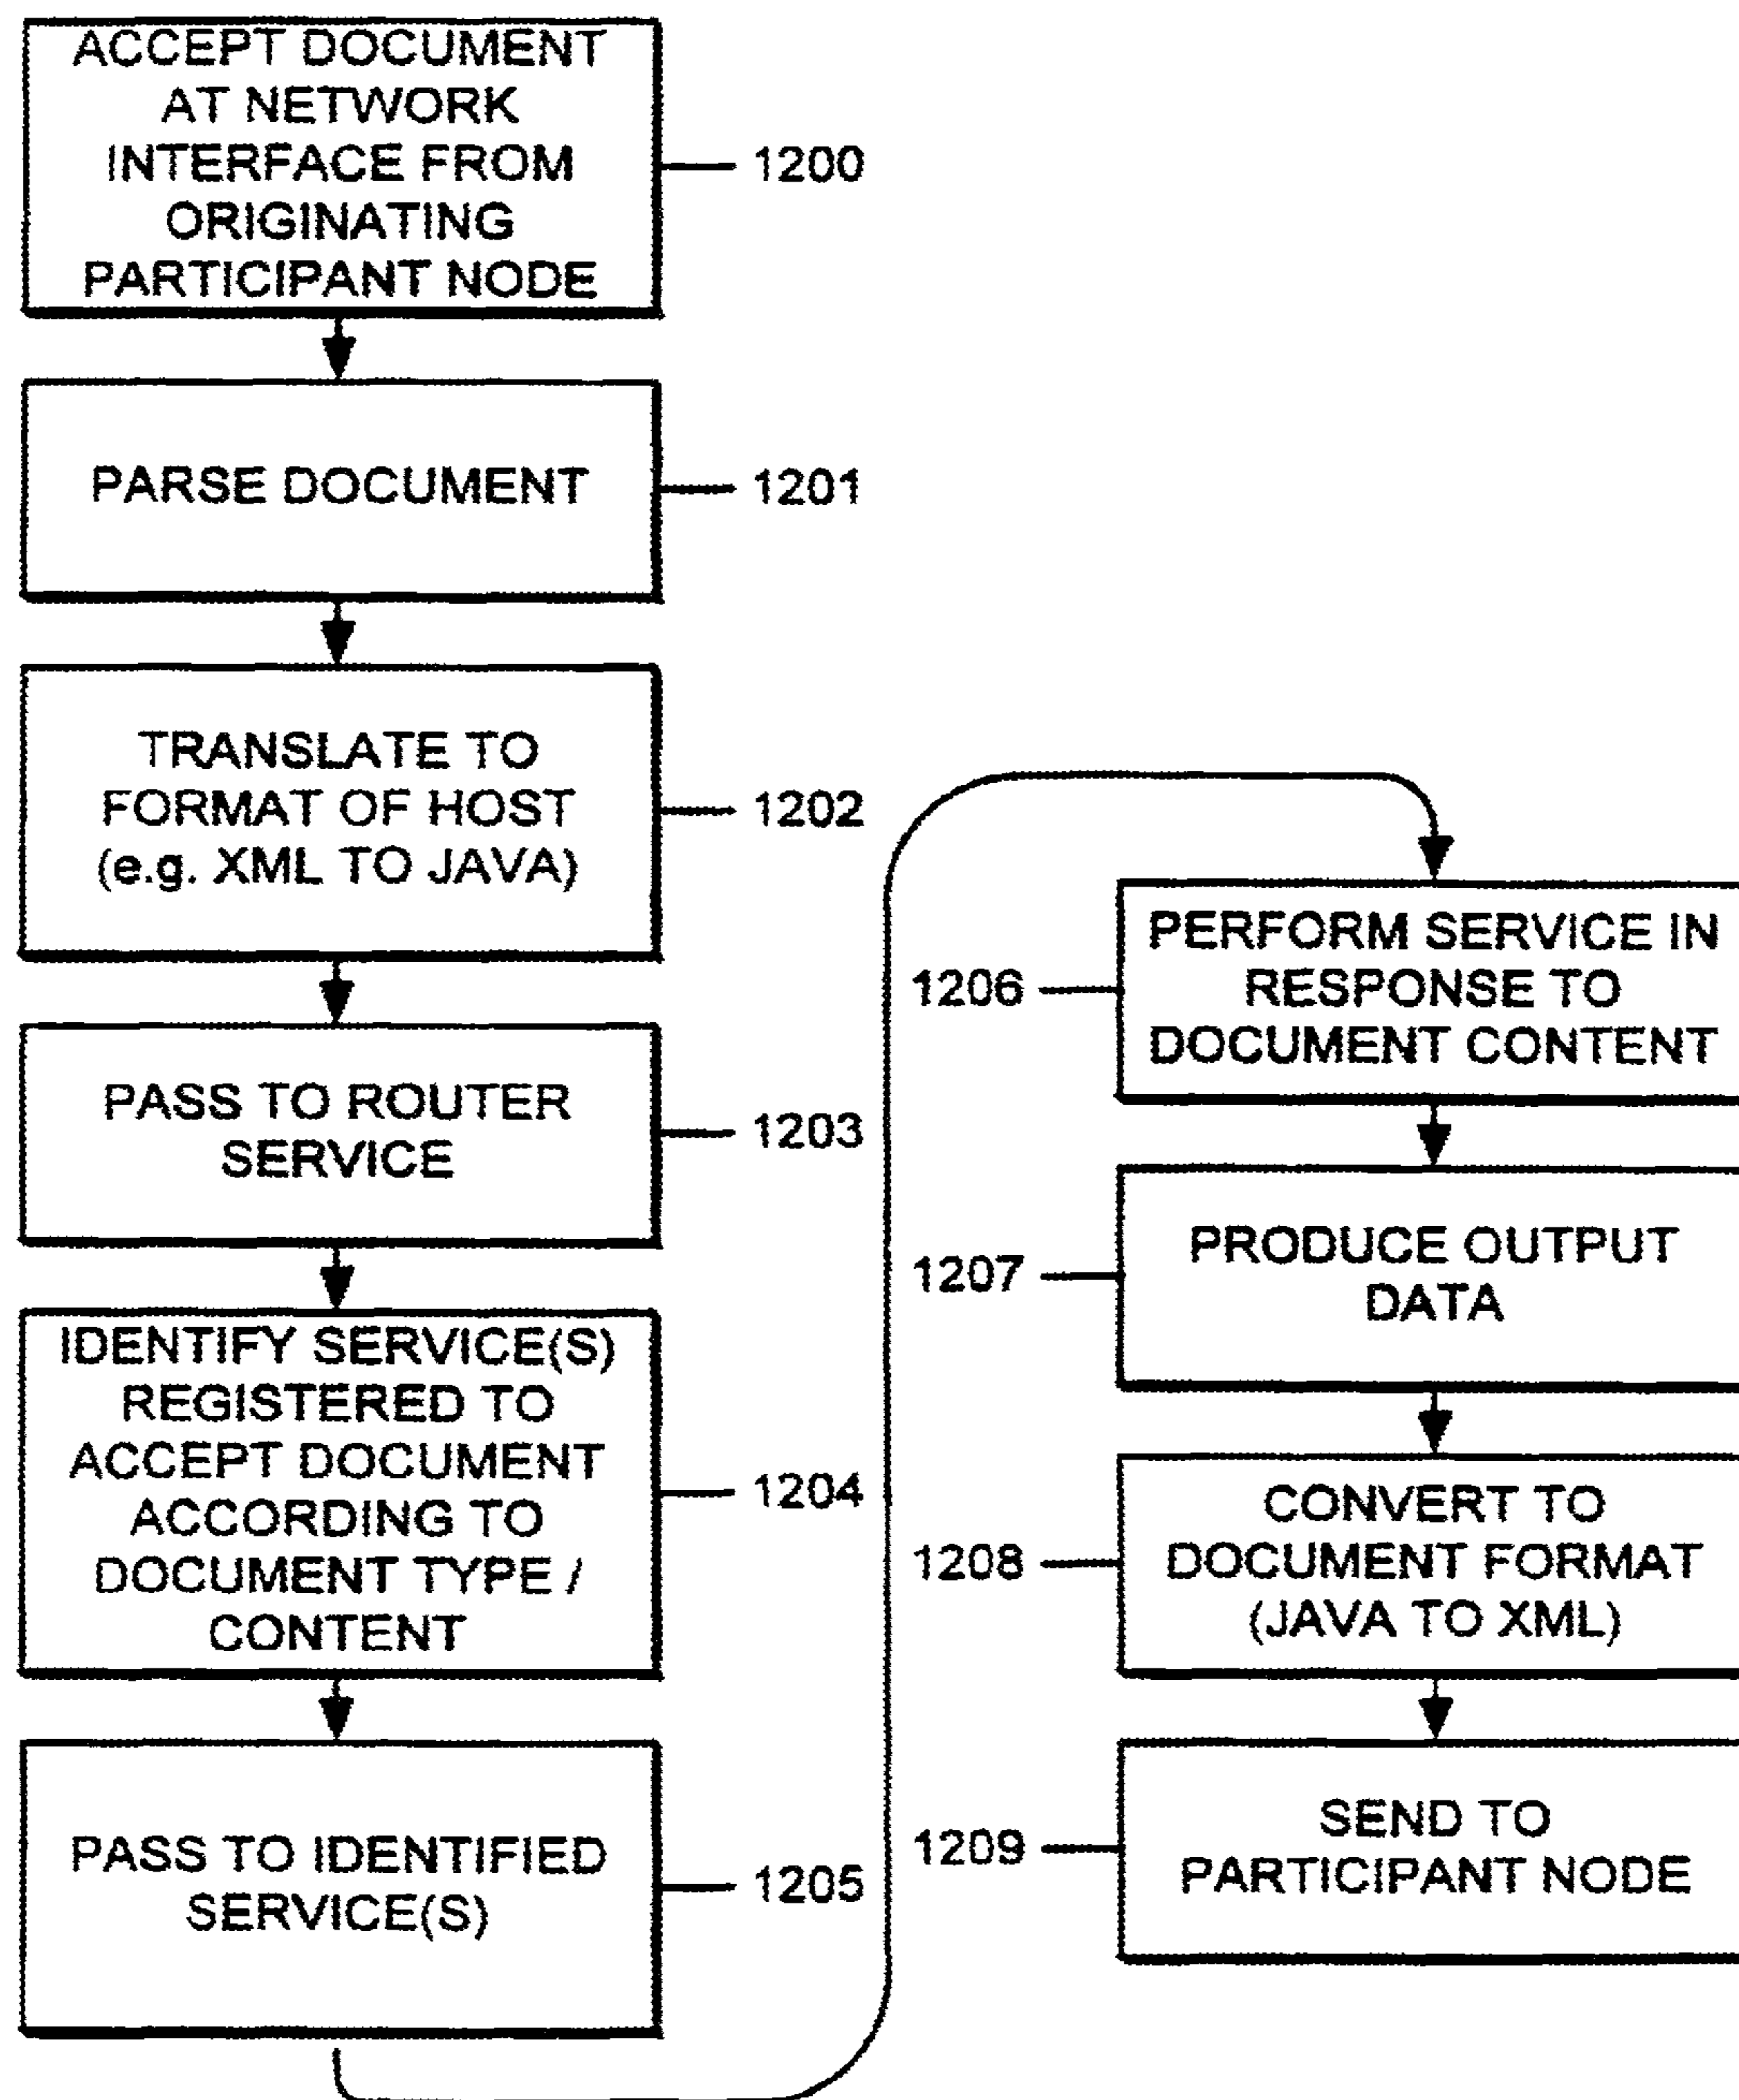 ACCEPT DOCUMENT
AT NETWORK
INTERFACE FROM
ORIGINATING
PARTICIPANT NODE
1200
PARSE DOCUMENT
1201
TRANSLATE TO
FORMAT OF HOST
(e.g. XML TO JAVA)
1202
PASS TO ROUTER
SERVICE
1203
IDENTIFY SERVICE(S)
REGISTERED TO
ACCEPT DOCUMENT
ACCORDING TO
DOCUMENT TYPE /
CONTENT
1204
PASS TO IDENTIFIED
SERVICE(S)
1205
PERFORM SERVICE IN
RESPONSE TO
DOCUMENT CONTENT
1206
PRODUCE OUTPUT
DATA
1207
CONVERT TO
DOCUMENT FORMAT
(JAVA TO XML)
1208
SEND TO
PARTICIPANT NODE
1209